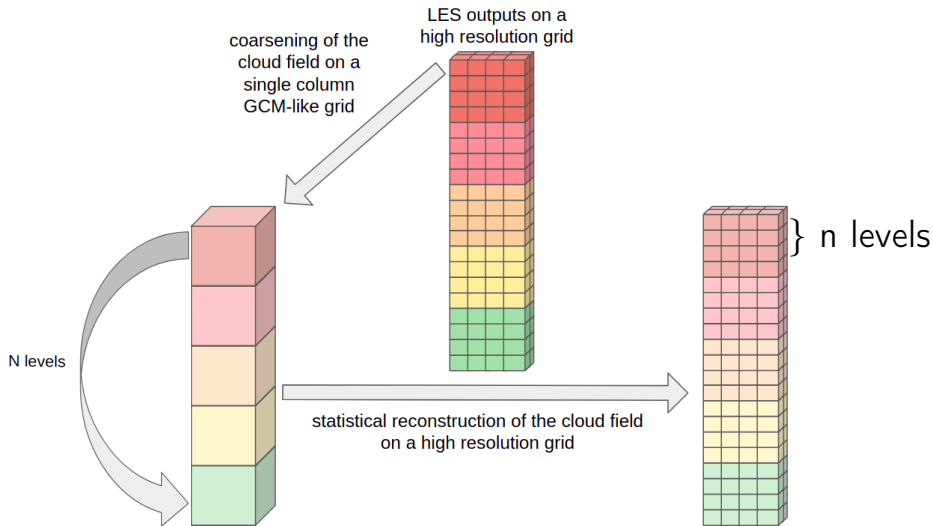 LES outputs on a
high resolution grid
coarsening of the
cloud field on a
single column
GCM-like grid
} n levels
N levels
statistical reconstruction of the cloud field
on a high resolution grid